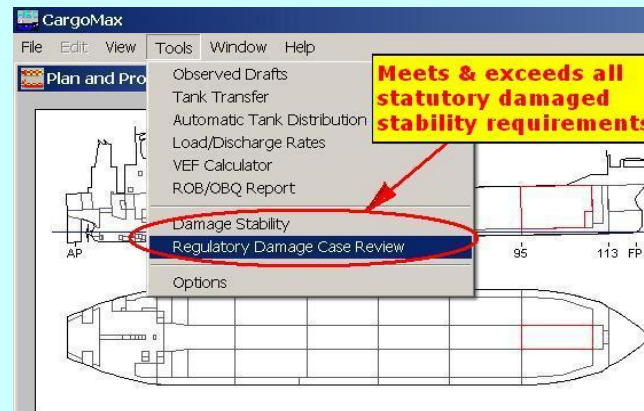 CargoMax
File Edit View Tools Window Help
Plan and Pro
Observed Drafts
Tank Transfer
Automatic Tank Distribution
Load/Discharge Rates
VEF Calculator
ROB/OBQ Report
Damage Stability
Regulatory Damage Case Review
Options
Meets & exceeds all
statutory damaged
stability requirements
AP 95 113 FP